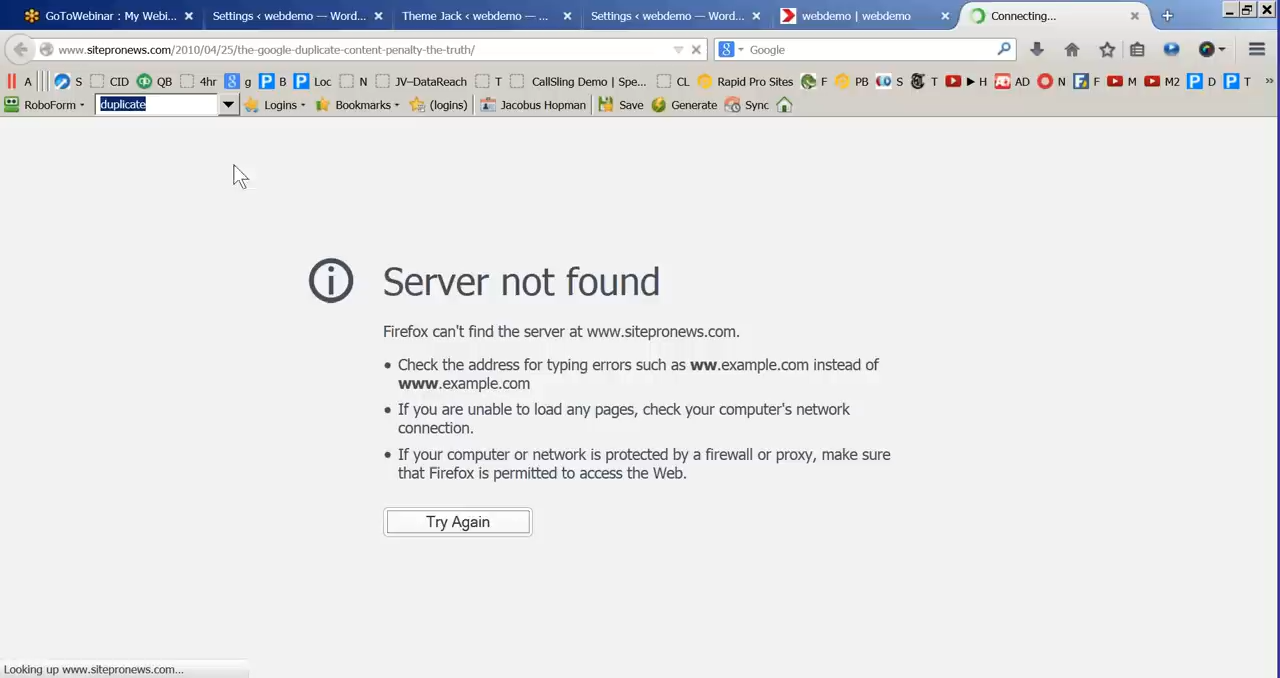 GoToWebinar : My Webi... Settings ‹ webdemo — Word... Theme Jack ‹ webdemo — ... Settings ‹ webdemo — Word... webdemo | webdemo Connecting...
www.sitepronews.com/2010/04/25/the-google-duplicate-content-penalty-the-truth/ Google
A S CID QB 4hr g B Loc N JV--DataReach T CallSling Demo | Spe... CL Rapid Pro Sites F PB S T H AD N F M M2 D T »
RoboForm duplicate Logins Bookmarks (logins) Jacobus Hopman Save Generate Sync
Server not found
Firefox can't find the server at www.sitepronews.com.
• Check the address for typing errors such as ww.example.com instead of
www.example.com
• If you are unable to load any pages, check your computer's network
connection.
• If your computer or network is protected by a firewall or proxy, make sure
that Firefox is permitted to access the Web.
Try Again
Looking up www.sitepronews.com...